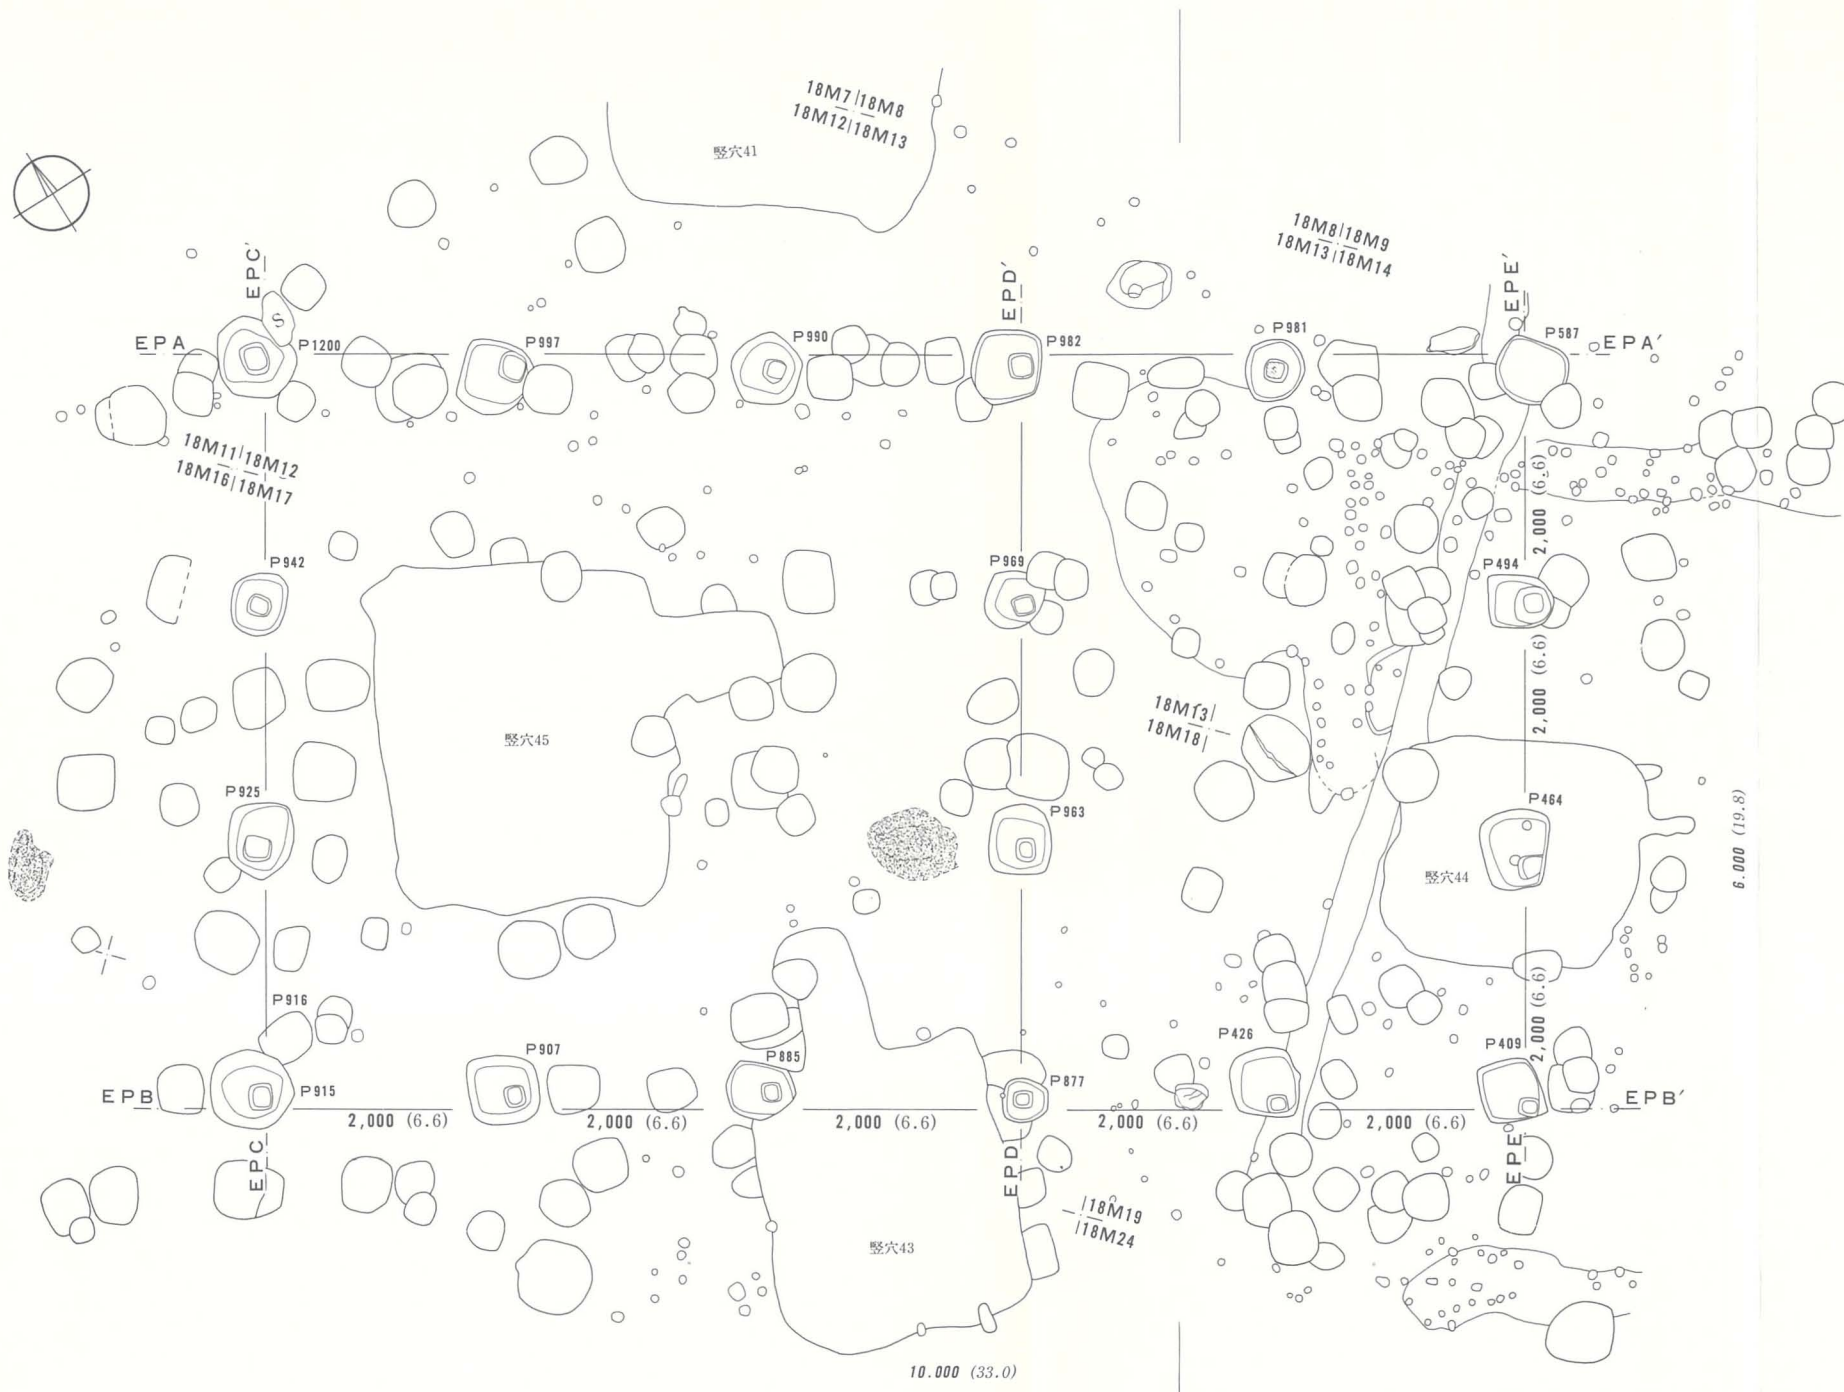 18M7|18M8
18M12|18M13
竪穴41
18M8|18M9
18M13|18M14
EPC′
EPD′
EPE′
S
EPA
P1200
P997
P990
P982
P981
P587
EPA′
18M11|18M12
18M16|18M17
2,000 (6.6)
P942
P969
P494
2,000 (6.6)
18M13|
18M18|
竪穴45
P925
P963
P464
竪穴44
6.000 (19.8)
P916
2,000 (6.6)
P907
P885
P426
P409
EPB
P915
P877
EPB′
2,000 (6.6)
2,000 (6.6)
2,000 (6.6)
2,000 (6.6)
2,000 (6.6)
EPC
EPD
EPE
|18M19
|18M24
竪穴43
10.000 (33.0)